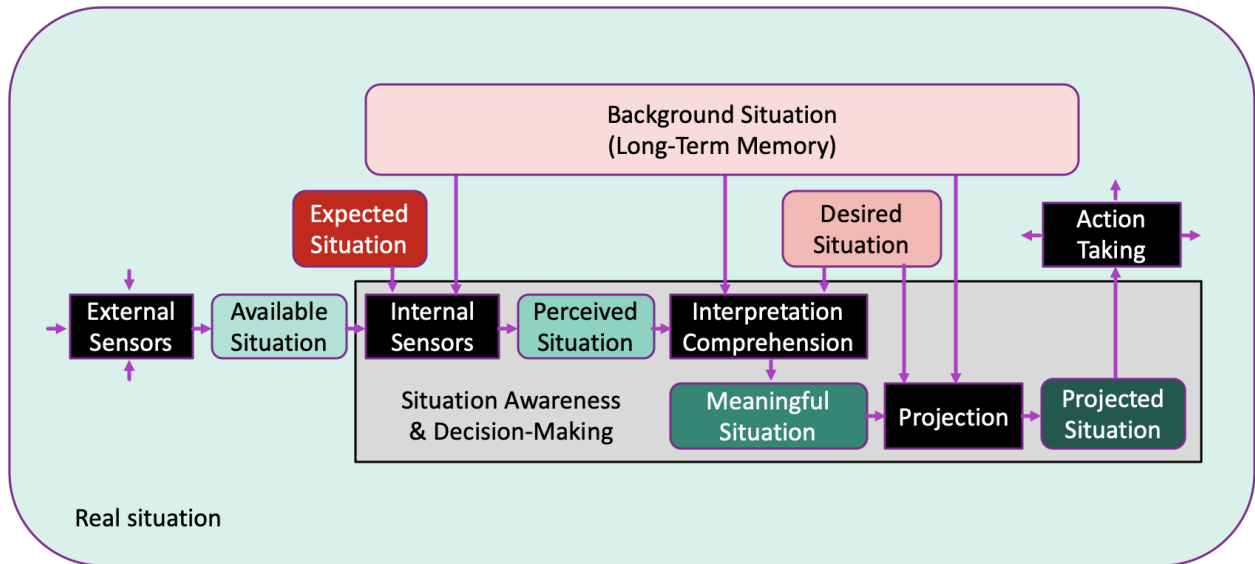 Background Situation
(Long-Term Memory)
Expected
Situation
Desired
Situation
Action
Taking
External
Sensors
Available
Situation
Internal
Sensors
Perceived
Situation
Interpretation
Comprehension
Situation Awareness
& Decision-Making
Meaningful
Situation
Projection
Projected
Situation
Real situation